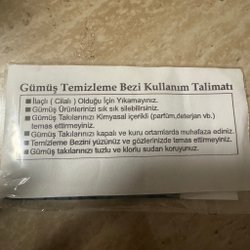 Gümüş Temizleme Bezi Kullanım Talimatı
İlaçlı ( Cilalı ) Olduğu İçin Yıkamayınız.
Gümüş Ürünlerinizi sık sık silebilirsiniz.
Gümüş Takılarınızı Kimyasal içerikli (parfüm,deterjan vb.)
temas ettirmeyiniz.
Gümüş Takılarınızı kapalı ve kuru ortamlarda muhafaza ediniz.
Temizleme Bezini yüzünüz ve gözlerinizde temas ettirmeyiniz.
Gümüş takılarınızı tuzlu ve klorlu sudan koruyunuz.